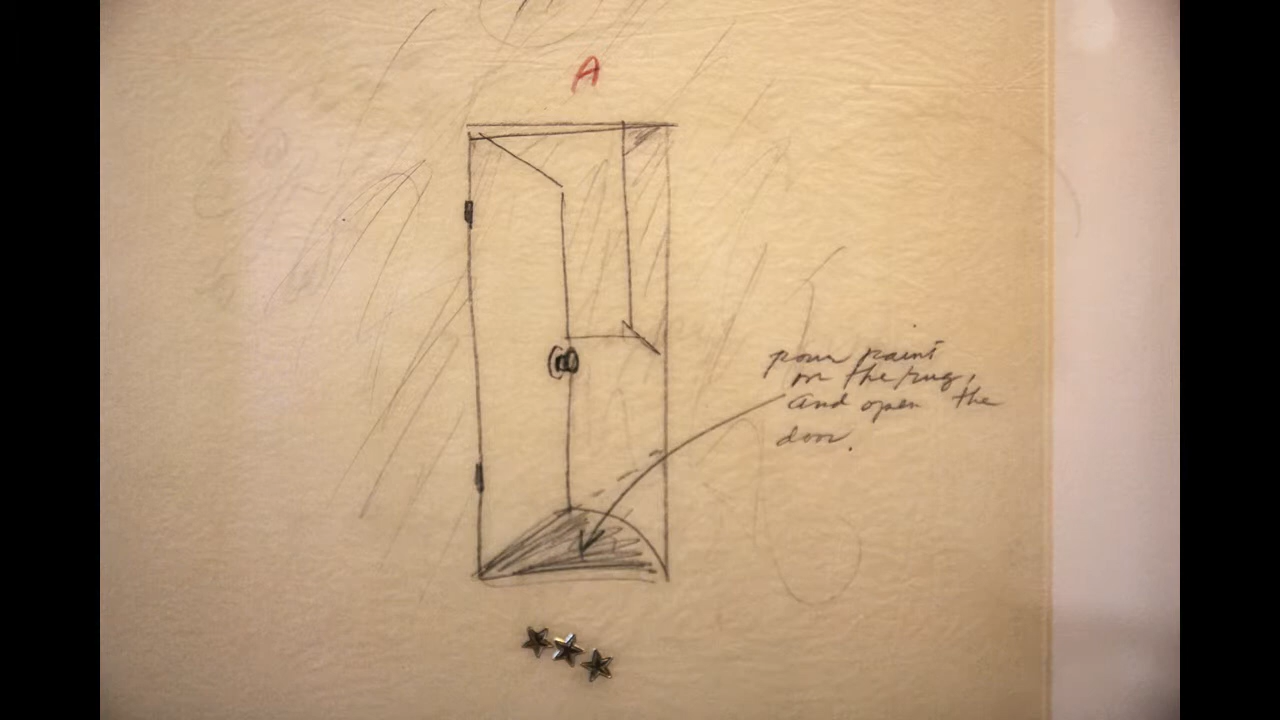 A
pour paint
on the rug,
and open the
door.